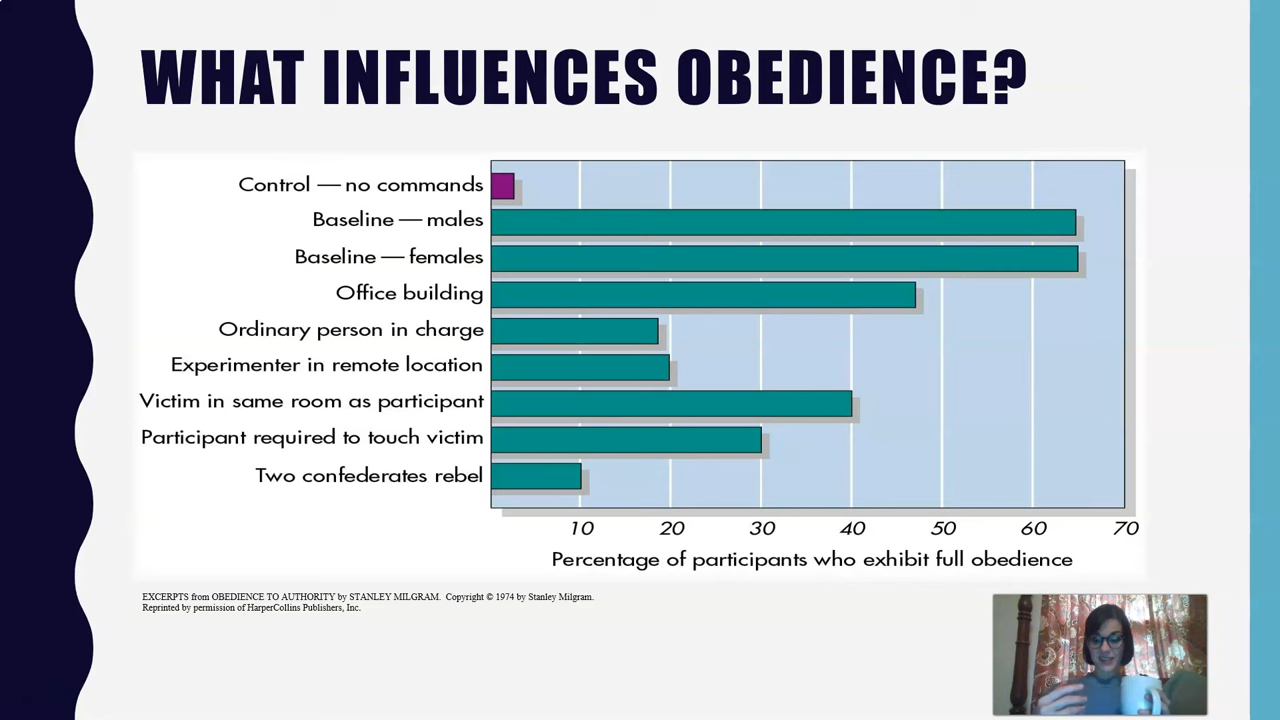 WHAT INFLUENCES OBEDIENCE?
Control — no commands
Baseline — males
Baseline — females
Office building
Ordinary person in charge
Experimenter in remote location
Victim in same room as participant
Participant required to touch victim
Two confederates rebel
10 20 30 40 50 60 70
Percentage of participants who exhibit full obedience
EXCERPTS from OBEDIENCE TO AUTHORITY by STANLEY MILGRAM. Copyright © 1974 by Stanley Milgram.
Reprinted by permission of HarperCollins Publishers, Inc.